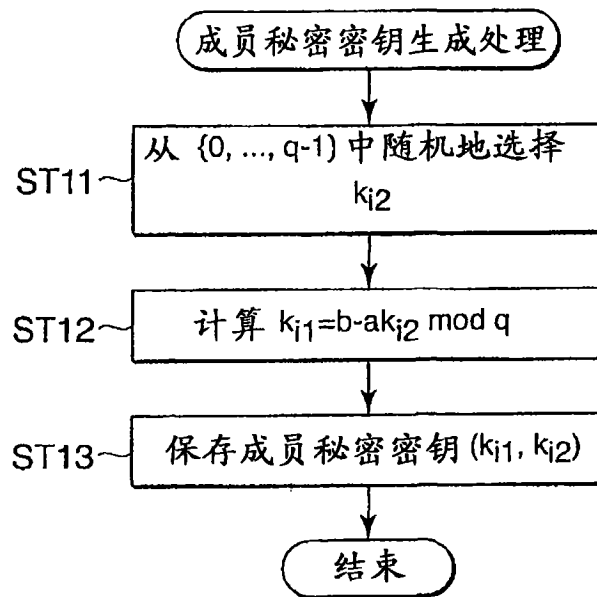 成员秘密密钥生成处理
ST11
从 {0, ..., q-1) 中随机地选择
ki2
ST12
计算 ki1=b-aki2 mod q
ST13
保存成员秘密密钥(ki1, ki2)
结束